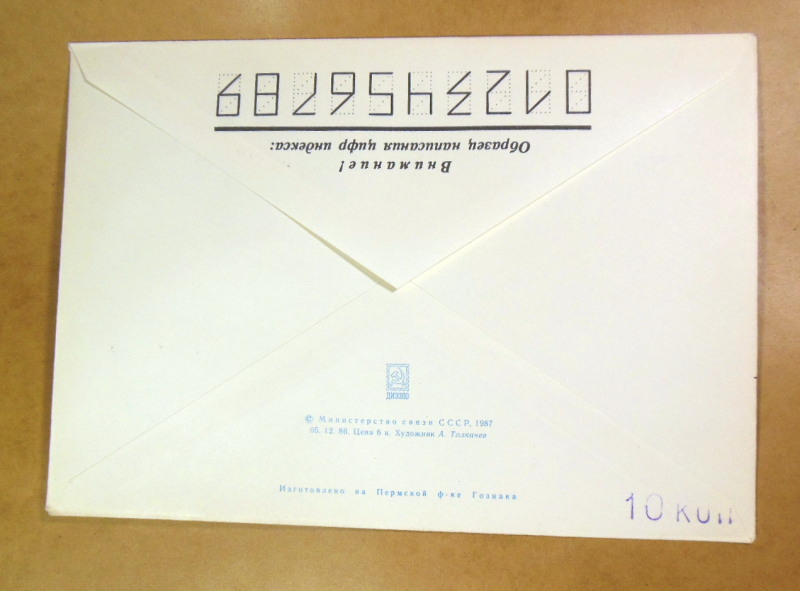 Внимание!
Образец написания цифр индекса:
0123456789
ДИЭЗПО
© Министерство связи СССР, 1987
05. 12. 86. Цена 6 к. Художник А. Толкачев
Изготовлено на Пермской ф-ке Гознака
10 коп